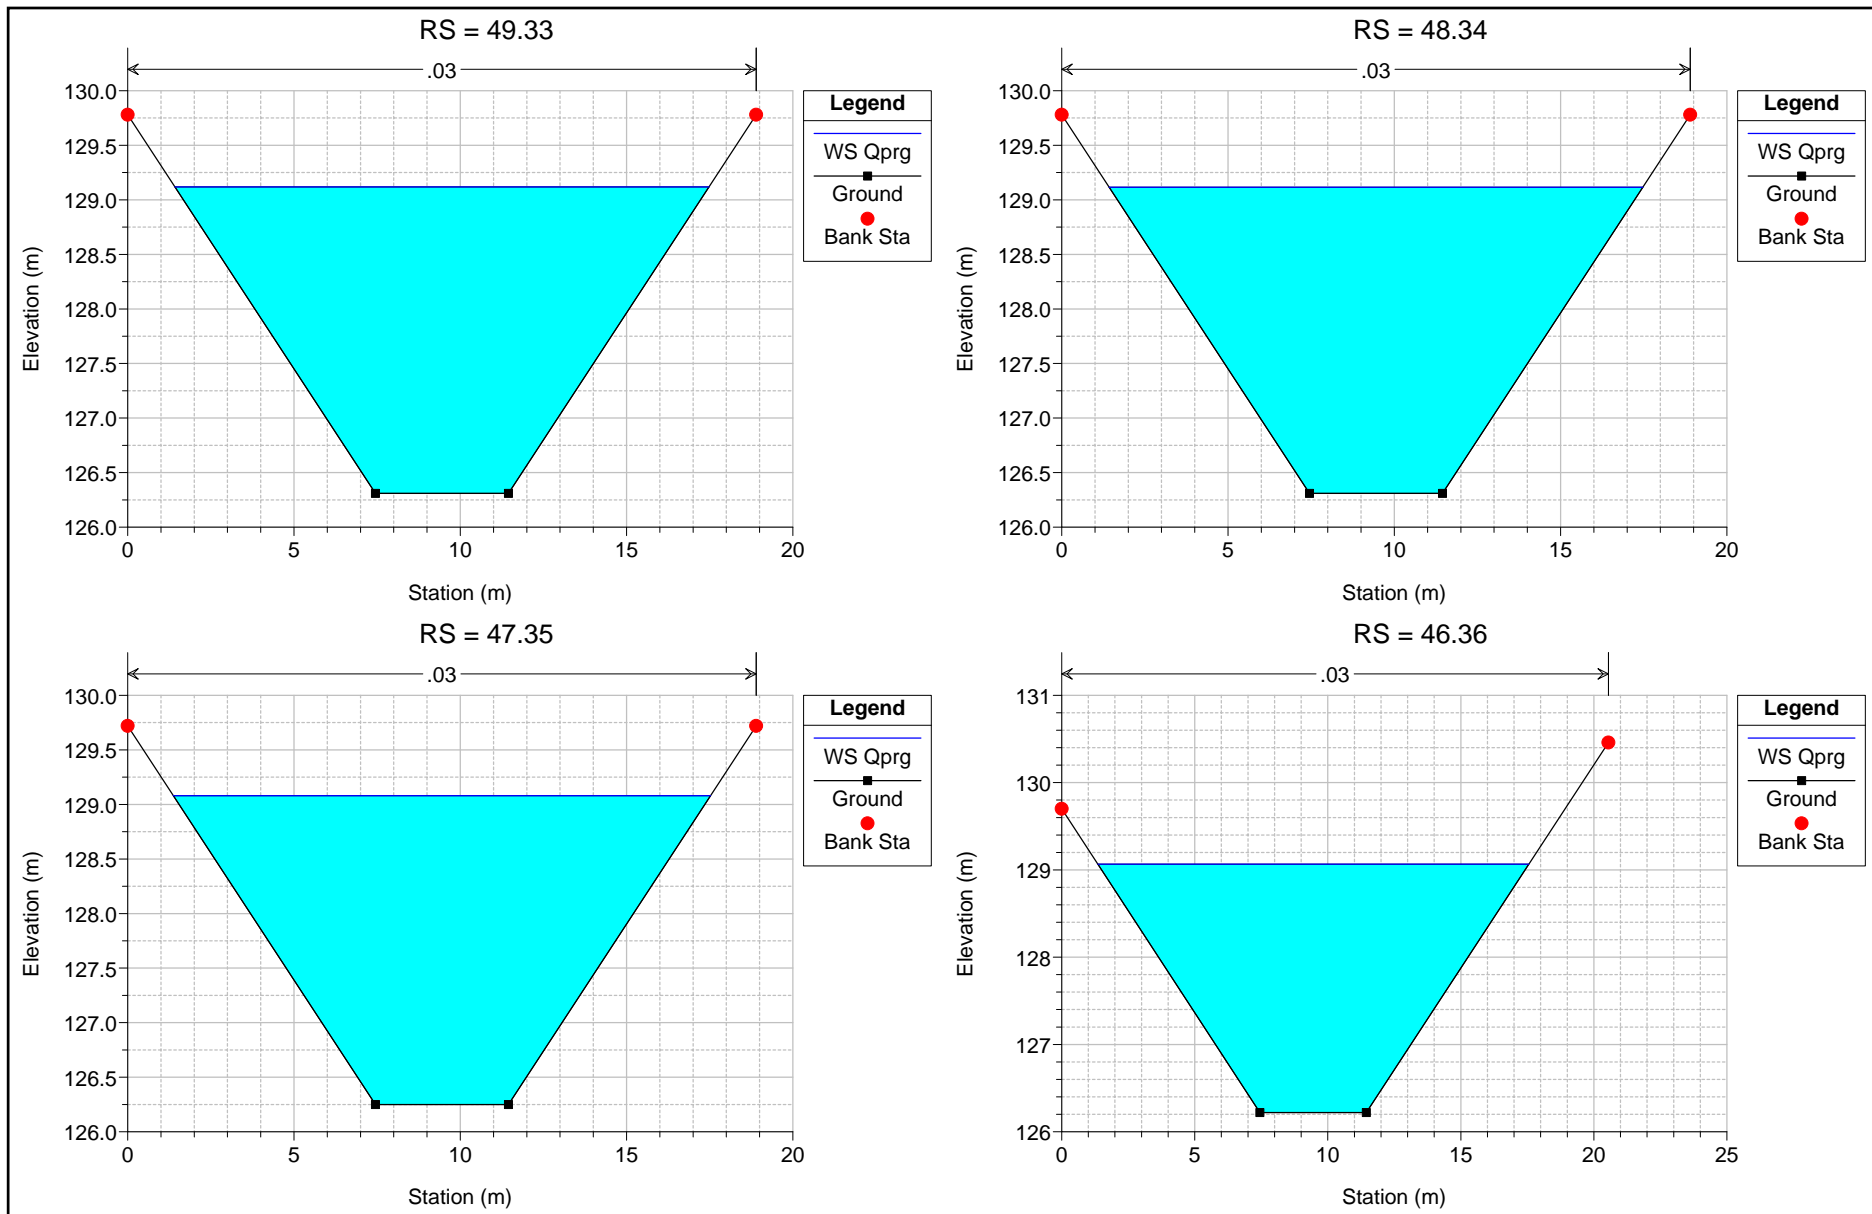 RS = 49.33
.03
130.0
129.5
129.0
128.5
128.0
127.5
127.0
126.5
126.0
0 5 10 15 20
Elevation (m)
Station (m)
Legend
WS Qprg
Ground
Bank Sta
RS = 48.34
.03
130.0
129.5
129.0
128.5
128.0
127.5
127.0
126.5
126.0
0 5 10 15 20
Elevation (m)
Station (m)
Legend
WS Qprg
Ground
Bank Sta
RS = 47.35
.03
130.0
129.5
129.0
128.5
128.0
127.5
127.0
126.5
126.0
0 5 10 15 20
Elevation (m)
Station (m)
Legend
WS Qprg
Ground
Bank Sta
RS = 46.36
.03
131
130
129
128
127
126
0 5 10 15 20 25
Elevation (m)
Station (m)
Legend
WS Qprg
Ground
Bank Sta